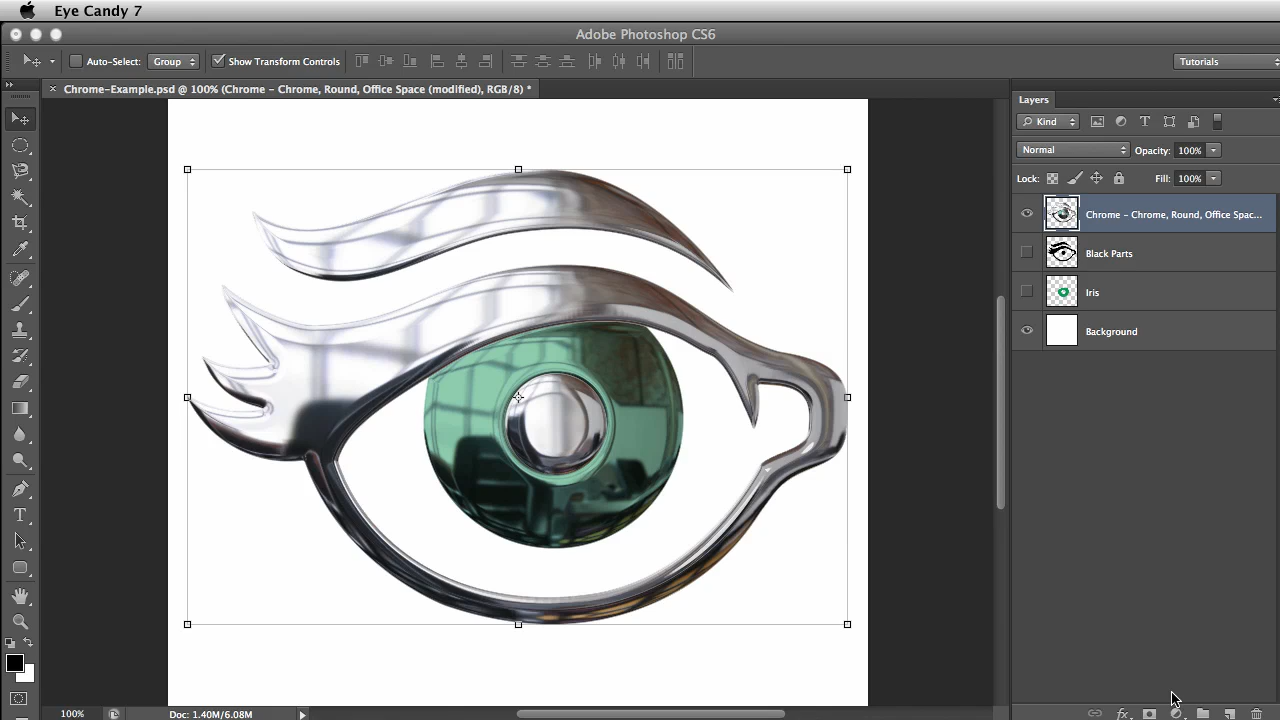 Eye Candy 7
Adobe Photoshop CS6
Auto-Select: Group Show Transform Controls Tutorials
Chrome-Example.psd @ 100% (Chrome - Chrome, Round, Office Space (modified), RGB/8) *
Layers
Kind
Normal Opacity: 100%
Lock: Fill: 100%
Chrome - Chrome, Round, Office Spac...
Black Parts
Iris
Background
100% Doc: 1.40M/6.08M